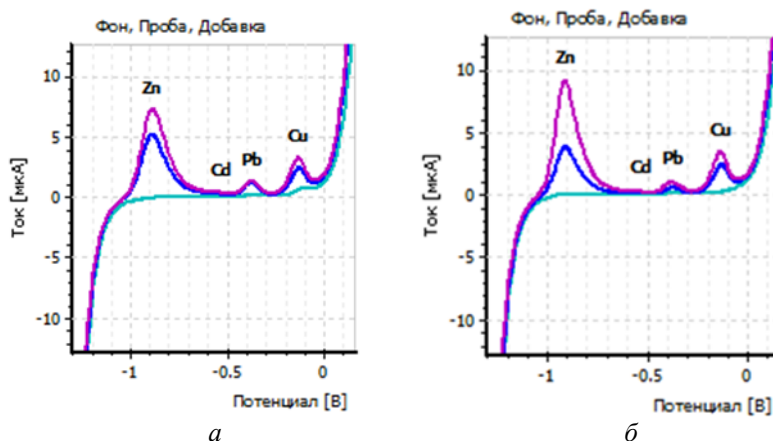 Фон, Проба, Добавка
Ток [мкА]
10
5
0
-5
-10
Zn
Cd
Pb
Cu
-1
-0.5
0
Потенциал [В]
а
Фон, Проба, Добавка
Ток [мкА]
10
5
0
-5
-10
Zn
Cd
Pb
Cu
-1
-0.5
0
Потенциал [В]
б